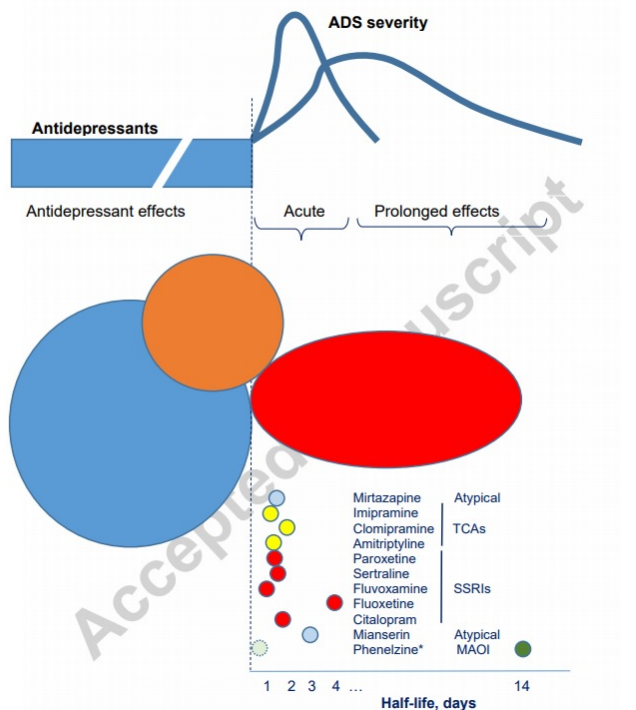 ADS severity
Antidepressants
Antidepressant effects
Acute
Prolonged effects
Accepted Manuscript
Mirtazapine Atypical
Imipramine
Clomipramine TCAs
Amitriptyline
Paroxetine
Sertraline
Fluvoxamine SSRIs
Fluoxetine
Citalopram
Mianserin Atypical
Phenelzine* MAOI
1 2 3 4 ... 14
Half-life, days